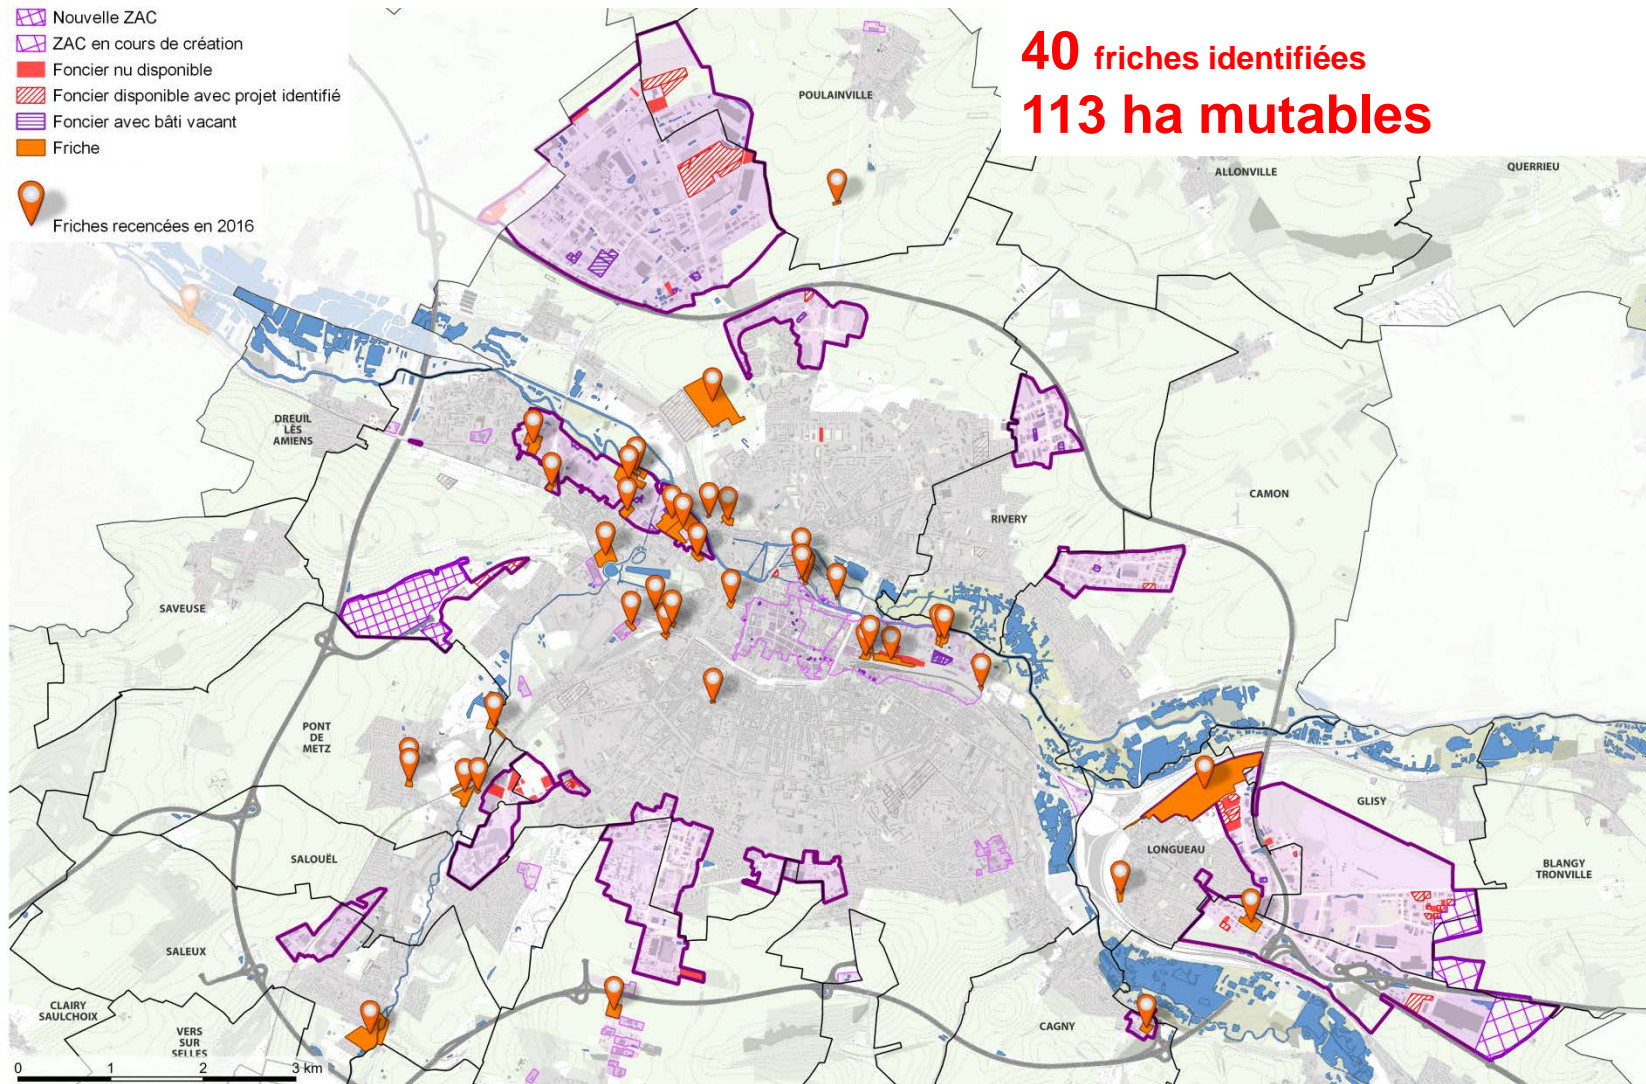 Nouvelle ZAC
ZAC en cours de création
Foncier nu disponible
Foncier disponible avec projet identifié
Foncier avec bâti vacant
Friche
Friches recencées en 2016
40 friches identifiées
113 ha mutables
POULAINVILLE
ALLONVILLE
QUERRIEU
DREUIL
LÈS
AMIENS
CAMON
RIVERY
SAVEUSE
PONT
DE
METZ
GLISY
SALOUËL
LONGUEAU
BLANGY
TRONVILLE
SALEUX
CLAIRY
SAULCHOIX
VERS
SUR
SELLES
CAGNY
0 1 2 3 km